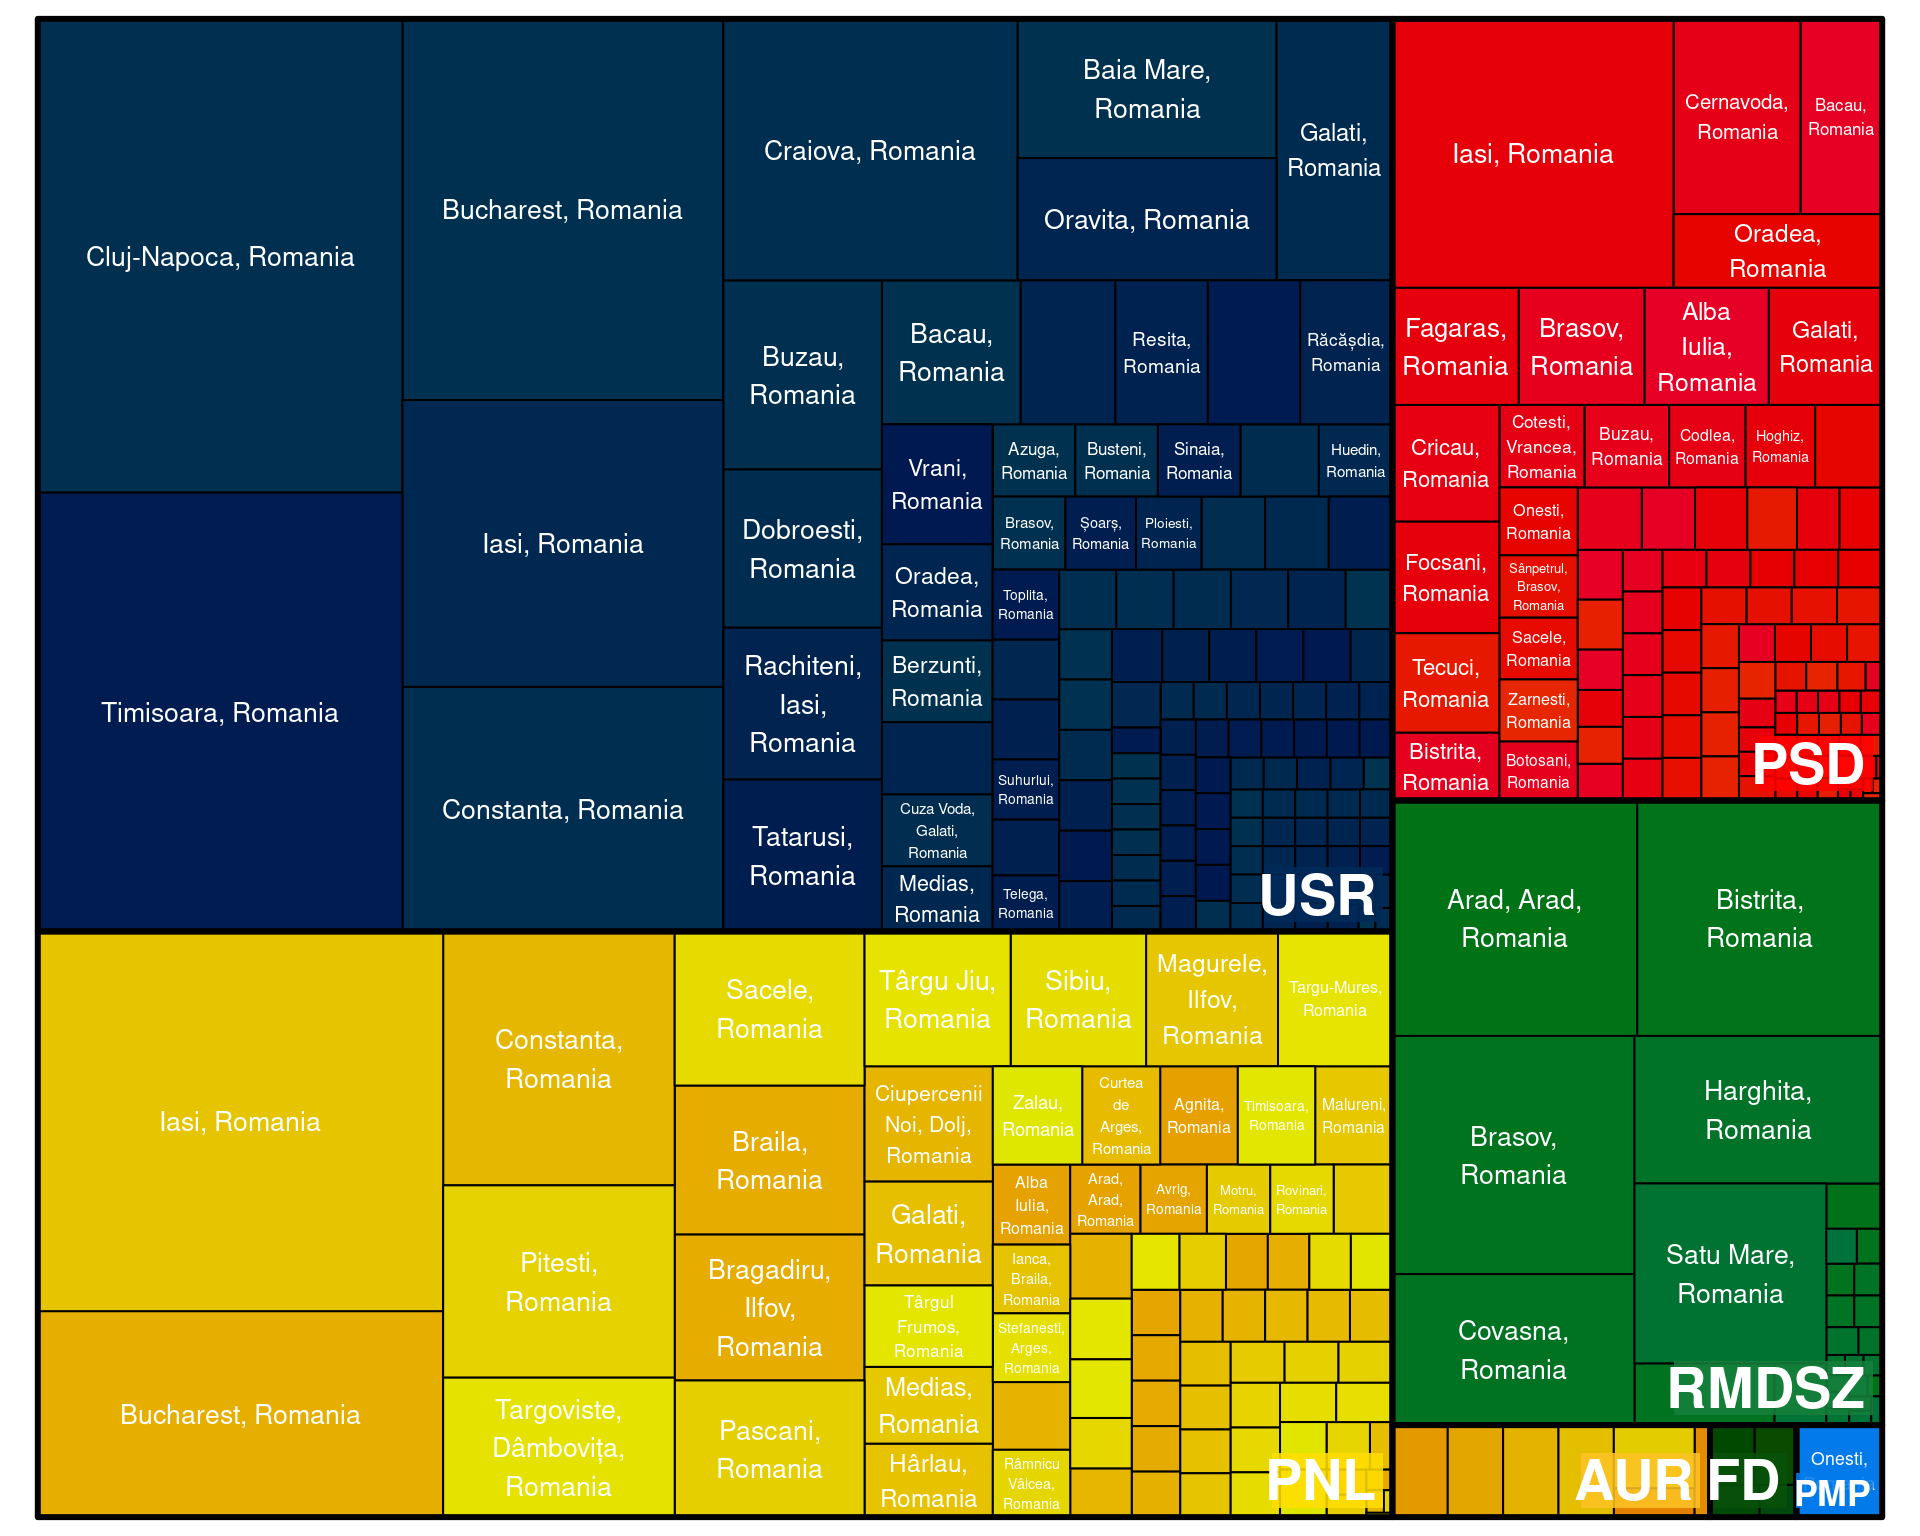 Cluj-Napoca, Romania
Timisoara, Romania
Bucharest, Romania
Iasi, Romania
Constanta, Romania
Craiova, Romania
Baia Mare,
Romania
Oravita, Romania
Galati,
Romania
Buzau,
Romania
Dobroesti,
Romania
Rachiteni,
Iasi,
Romania
Tatarusi,
Romania
Bacau,
Romania
Resita,
Romania
Răcășdia,
Romania
Vrani,
Romania
Oradea,
Romania
Berzunti,
Romania
Cuza Voda,
Galati,
Romania
Medias,
Romania
Azuga,
Romania
Busteni,
Romania
Sinaia,
Romania
Huedin,
Romania
Brasov,
Romania
Șoarș,
Romania
Ploiesti,
Romania
Toplita,
Romania
Suhurlui,
Romania
Telega,
Romania
USR
Iasi, Romania
Cernavoda,
Romania
Bacau,
Romania
Oradea,
Romania
Fagaras,
Romania
Brasov,
Romania
Alba
Iulia,
Romania
Galati,
Romania
Cricau,
Romania
Focsani,
Romania
Tecuci,
Romania
Bistrita,
Romania
Cotesti,
Vrancea,
Romania
Buzau,
Romania
Codlea,
Romania
Hoghiz,
Romania
Onesti,
Romania
Sânpetrul,
Brasov,
Romania
Sacele,
Romania
Zarnesti,
Romania
Botosani,
Romania
PSD
Iasi, Romania
Bucharest, Romania
Constanta,
Romania
Pitesti,
Romania
Targoviste,
Dâmbovița,
Romania
Sacele,
Romania
Braila,
Romania
Bragadiru,
Ilfov,
Romania
Pascani,
Romania
Târgu Jiu,
Romania
Sibiu,
Romania
Magurele,
Ilfov,
Romania
Targu-Mures,
Romania
Ciupercenii
Noi, Dolj,
Romania
Galati,
Romania
Târgul
Frumos,
Romania
Medias,
Romania
Hârlau,
Romania
Zalau,
Romania
Curtea
de
Arges,
Romania
Agnita,
Romania
Timisoara,
Romania
Malureni,
Romania
Alba
Iulia,
Romania
Arad,
Arad,
Romania
Avrig,
Romania
Motru,
Romania
Rovinari,
Romania
Ianca,
Braila,
Romania
Stefanesti,
Arges,
Romania
Râmnicu
Vâlcea,
Romania
PNL
Arad, Arad,
Romania
Bistrita,
Romania
Brasov,
Romania
Harghita,
Romania
Covasna,
Romania
Satu Mare,
Romania
RMDSZ
AUR
FD
Onesti,
PMP